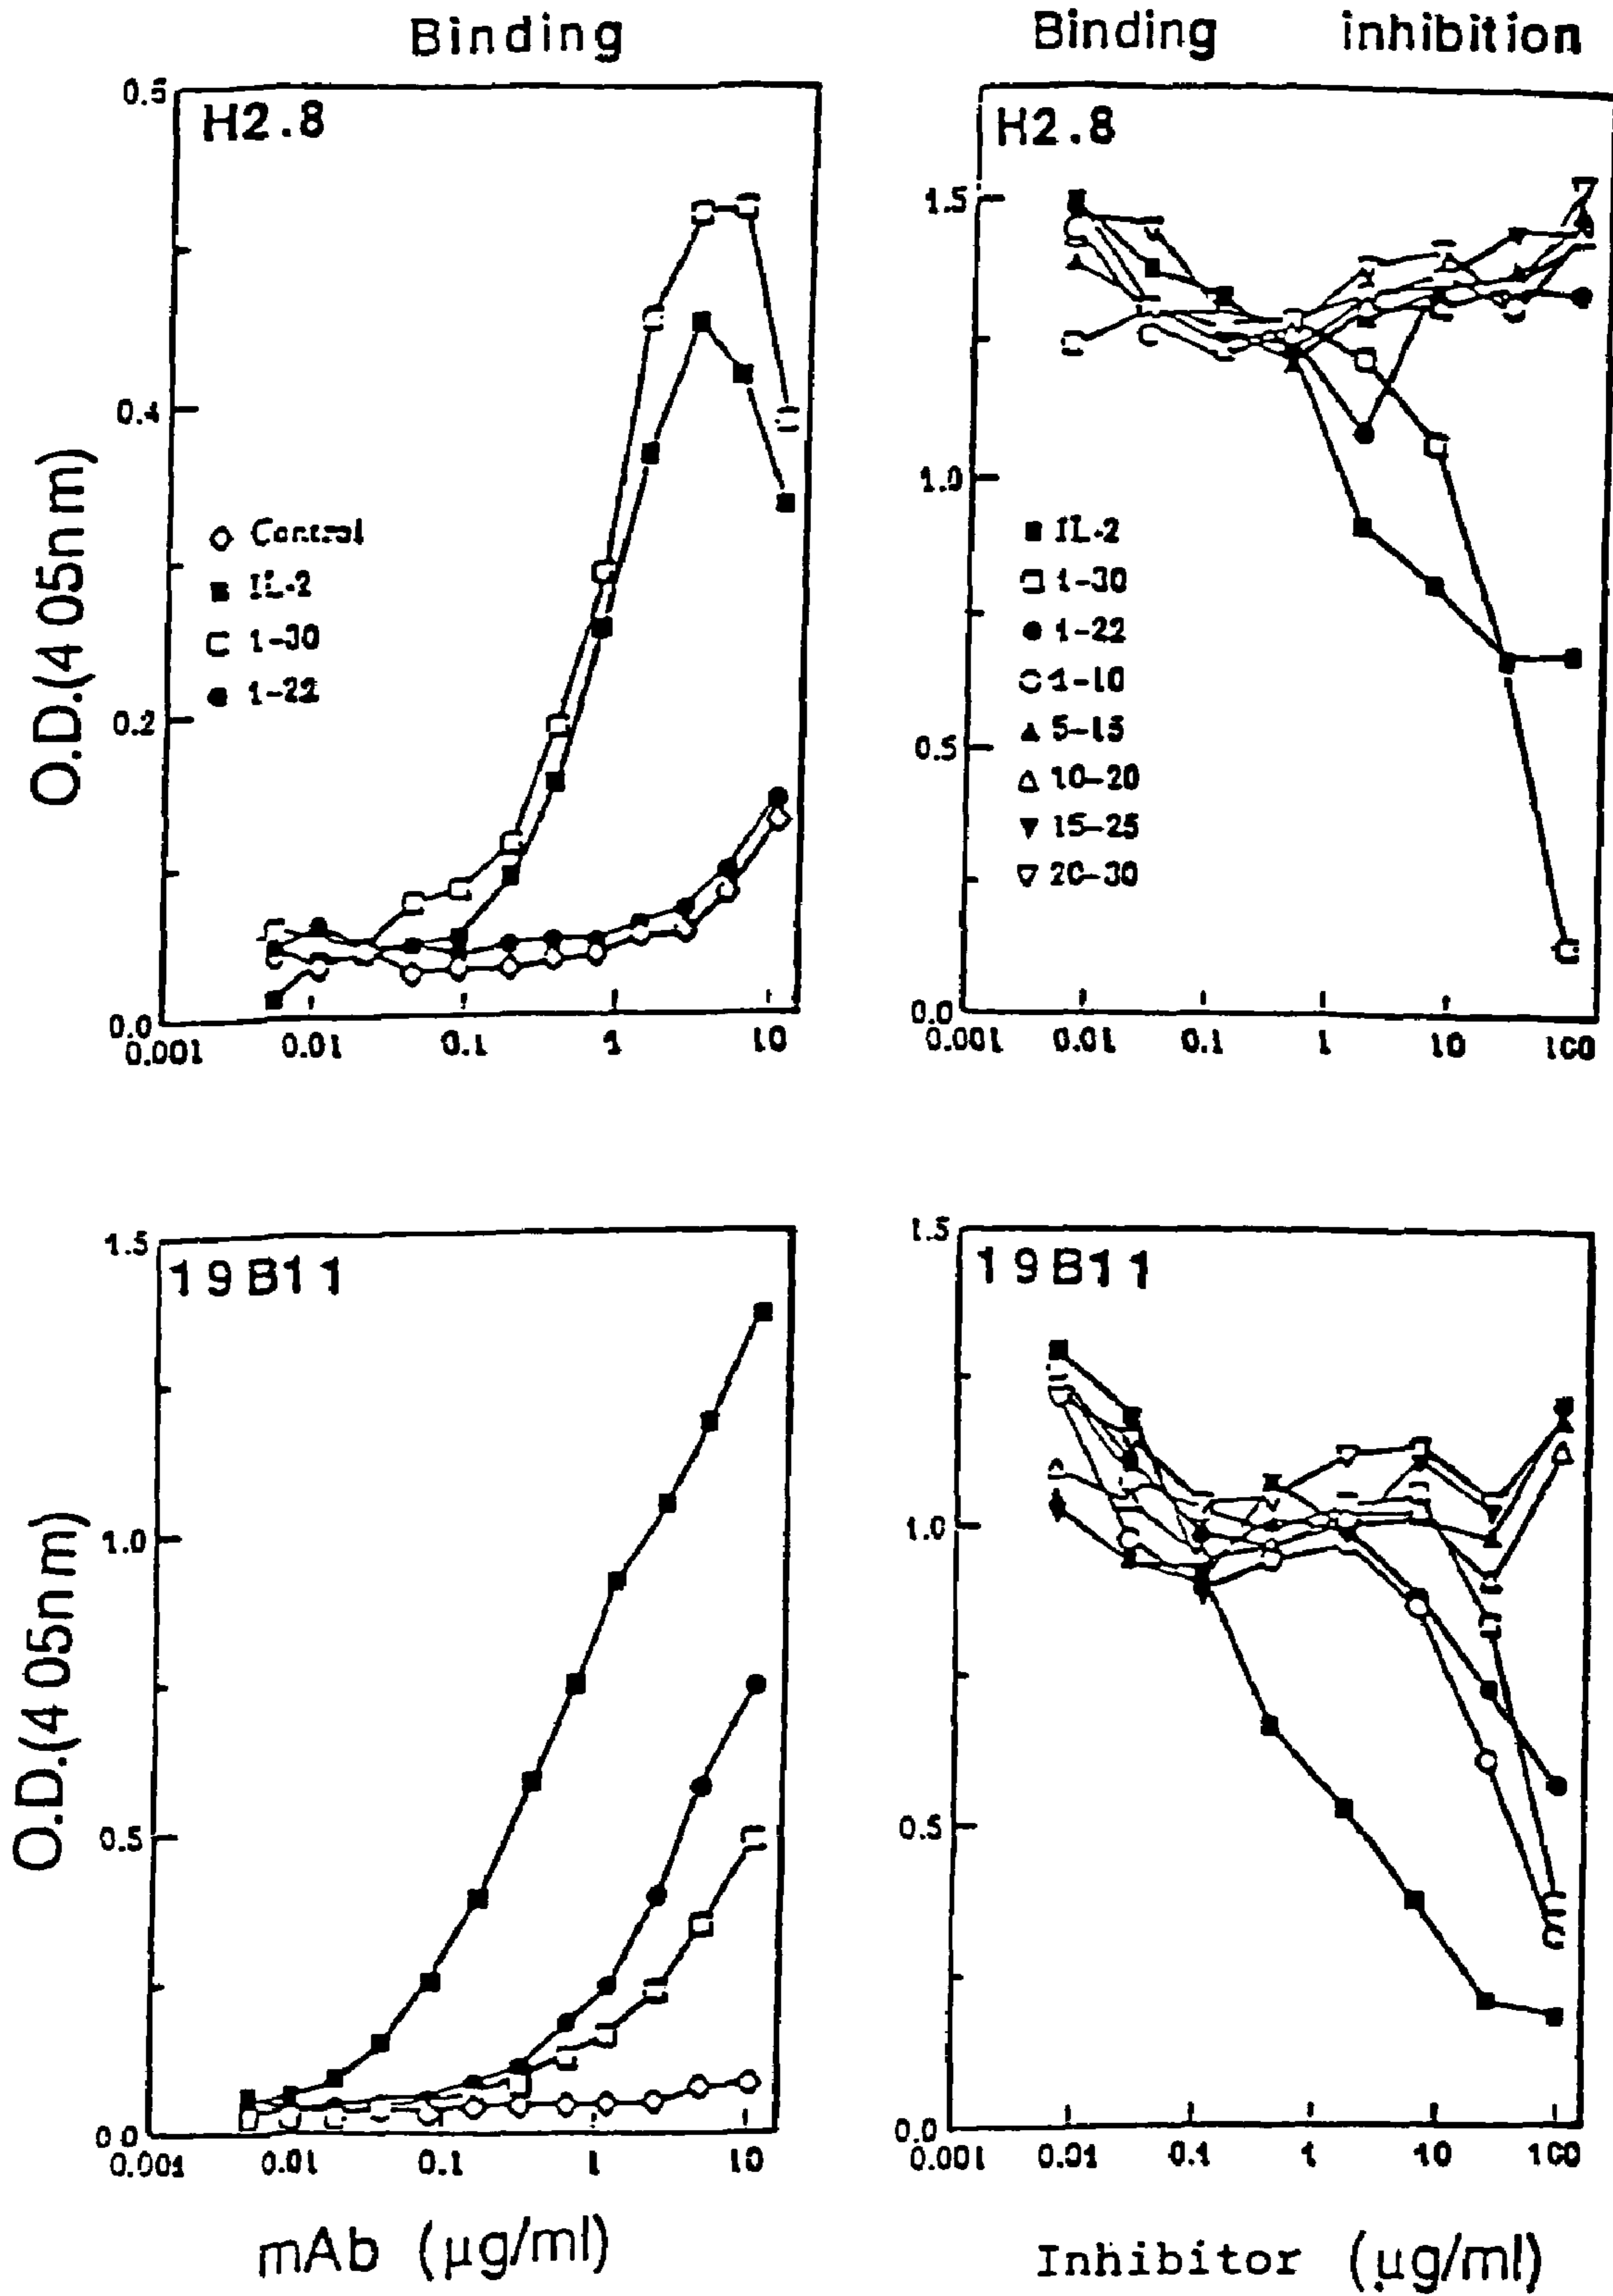 Binding
Binding inhibition
0.5
H2.8
0.4
0.2
0.0
O.D.(405nm)
Control
IL-2
1-30
1-22
0.001 0.01 0.1 1 10
H2.8
1.5
1.0
0.5
0.0
IL-2
1-30
1-22
1-10
5-15
10-20
15-25
20-30
0.001 0.01 0.1 1 10 100
1.5
19B11
1.0
0.5
0.0
O.D.(405nm)
0.001 0.01 0.1 1 10
mAb (µg/ml)
1.5
19B11
1.0
0.5
0.0
0.001 0.01 0.1 1 10 100
Inhibitor (µg/ml)